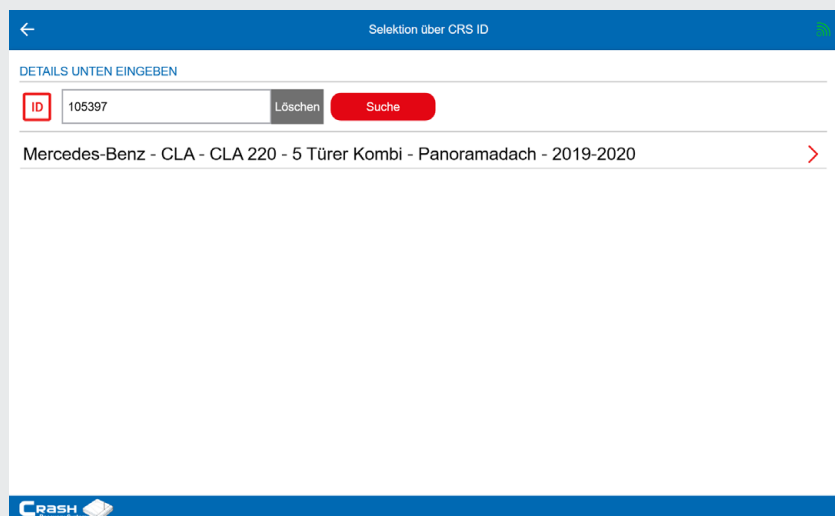 Selektion über CRS ID
DETAILS UNTEN EINGEBEN
ID 105397 Löschen Suche
Mercedes-Benz - CLA - CLA 220 - 5 Türer Kombi - Panoramadach - 2019-2020
CRASH